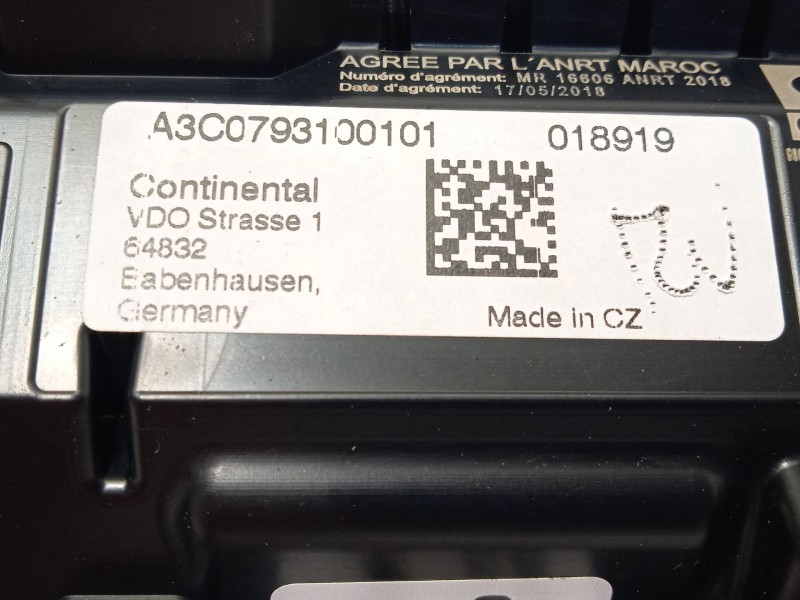 AGREE PAR L'ANRT MAROC
Numéro d'agrément: MR 16606 ANRT 2018
Date d'agrément: 17/05/2018
A3C0793100101 018919
Continental
VDO Strasse 1
64832
Babenhausen,
Germany
Made in CZ